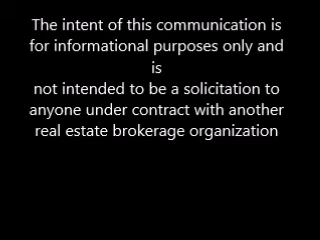 The intent of this communication is
for informational purposes only and
is
not intended to be a solicitation to
anyone under contract with another
real estate brokerage organization